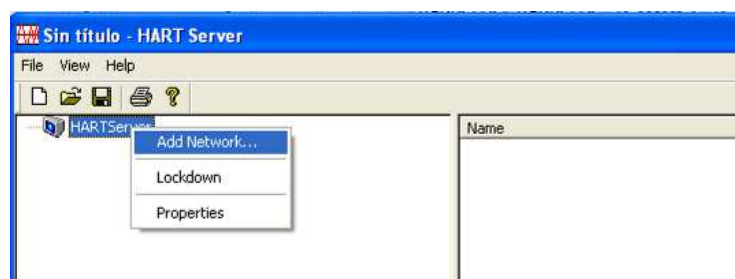 Sin título - HART Server
File View Help
HARTServer
Name
Add Network...
Lockdown
Properties